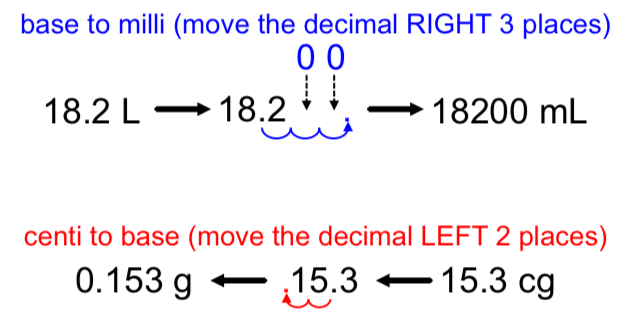 base to milli (move the decimal RIGHT 3 places)
0 0
18.2 L → 18.2 . → 18200 mL
centi to base (move the decimal LEFT 2 places)
0.153 g ← .15.3 ← 15.3 cg